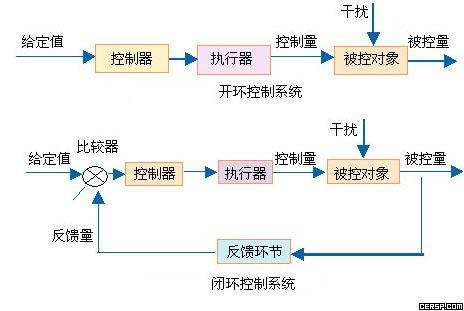 干扰
给定值
控制器
执行器
控制量
被控对象
被控量
开环控制系统
比较器
干扰
给定值
控制器
执行器
控制量
被控对象
被控量
反馈量
反馈环节
闭环控制系统
CERSP.COM